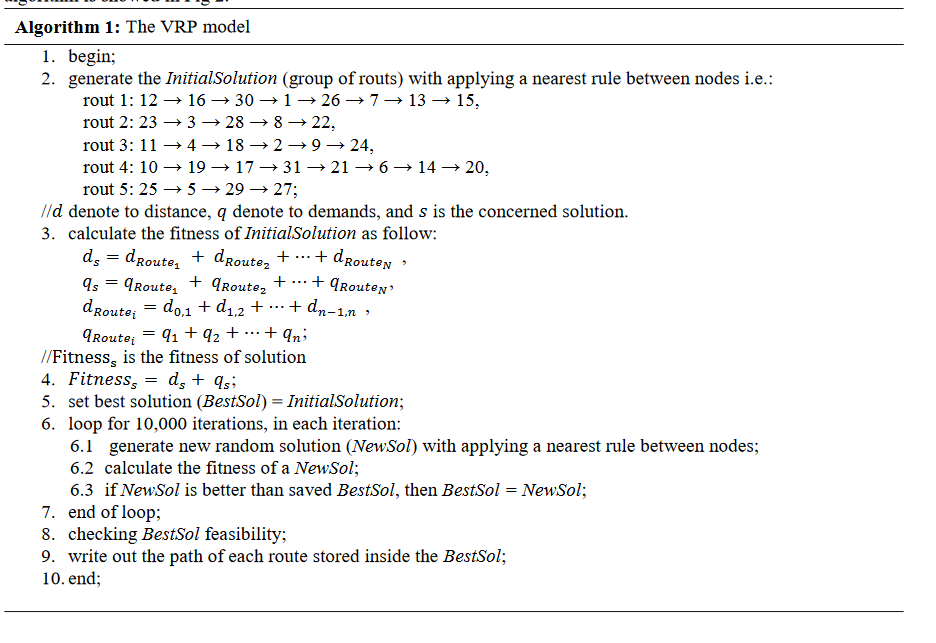 algorithm is showed in Fig 2.
Algorithm 1: The VRP model
1. begin;
2. generate the InitialSolution (group of routs) with applying a nearest rule between nodes i.e.:
rout 1: 12 → 16 → 30 → 1 → 26 → 7 → 13 → 15,
rout 2: 23 → 3 → 28 → 8 → 22,
rout 3: 11 → 4 → 18 → 2 → 9 → 24,
rout 4: 10 → 19 → 17 → 31 → 21 → 6 → 14 → 20,
rout 5: 25 → 5 → 29 → 27;
//d denote to distance, q denote to demands, and s is the concerned solution.
3. calculate the fitness of InitialSolution as follow:
d_s = d_{Route_1} + d_{Route_2} + ⋯ + d_{Route_N} ,
q_s = q_{Route_1} + q_{Route_2} + ⋯ + q_{Route_N},
d_{Route_i} = d_{0,1} + d_{1,2} + ⋯ + d_{n−1,n} ,
q_{Route_i} = q_1 + q_2 + ⋯ + q_n;
//Fitness_s is the fitness of solution
4. Fitness_s = d_s + q_s;
5. set best solution (BestSol) = InitialSolution;
6. loop for 10,000 iterations, in each iteration:
6.1 generate new random solution (NewSol) with applying a nearest rule between nodes;
6.2 calculate the fitness of a NewSol;
6.3 if NewSol is better than saved BestSol, then BestSol = NewSol;
7. end of loop;
8. checking BestSol feasibility;
9. write out the path of each route stored inside the BestSol;
10. end;